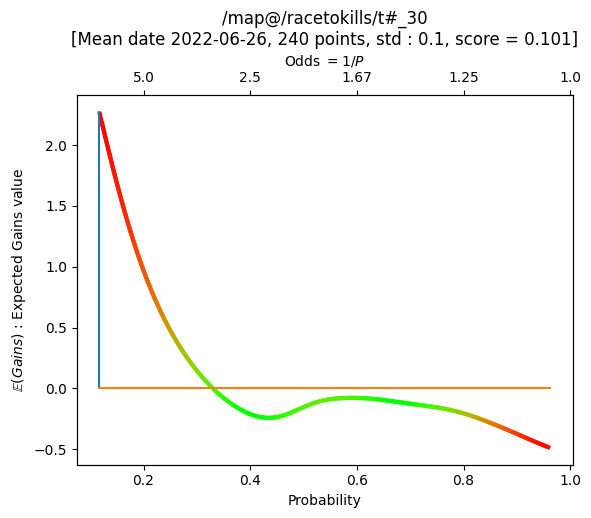 /map@/racetokills/t#_30
[Mean date 2022-06-26, 240 points, std : 0.1, score = 0.101]
Odds = 1/P
5.0 2.5 1.67 1.25 1.0
2.0
1.5
1.0
0.5
0.0
−0.5
𝔼(Gains) : Expected Gains value
0.2 0.4 0.6 0.8 1.0
Probability